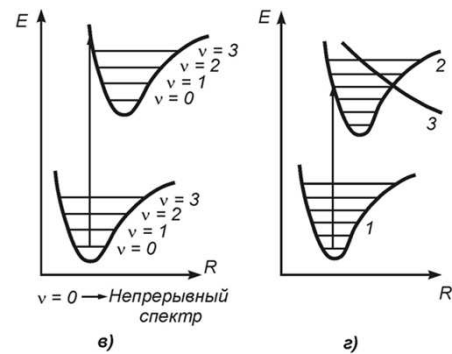 E
ν = 3
ν = 2
ν = 1
ν = 0
ν = 3
ν = 2
ν = 1
ν = 0
R
ν = 0 → Непрерывный
спектр
в)
E
2
3
1
R
г)